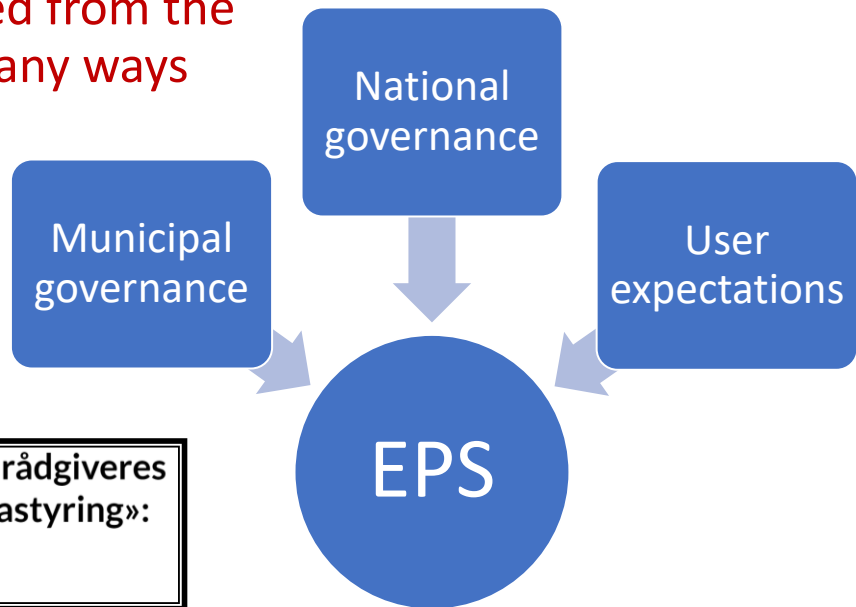 ed from the
any ways
National
governance
Municipal
governance
User
expectations
EPS
rådgiveres
astyring»: